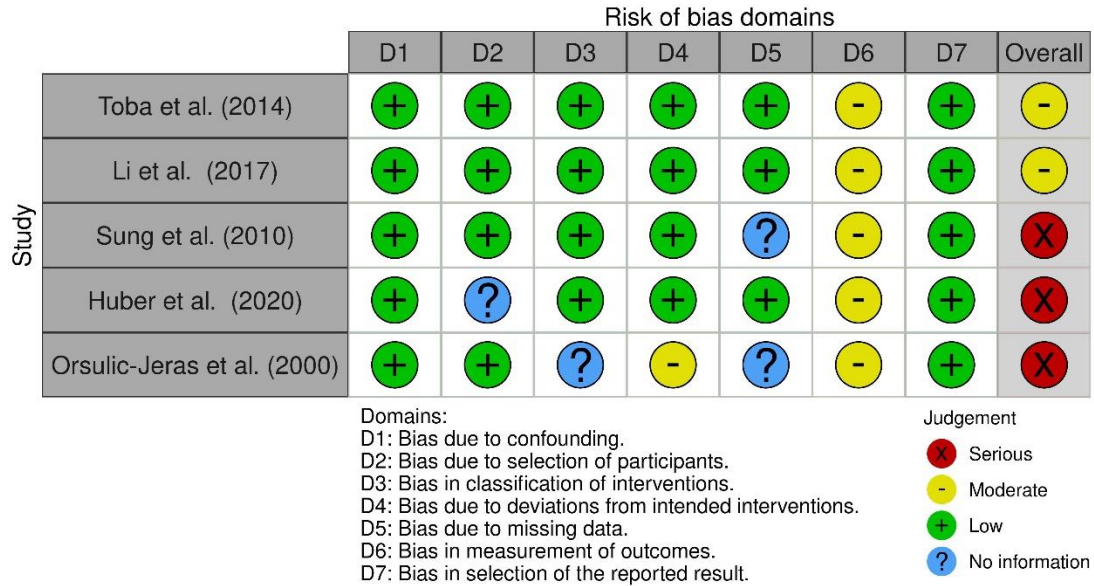 Risk of bias domains
D1 D2 D3 D4 D5 D6 D7 Overall
Study
Toba et al. (2014) + + + + + - + -
Li et al.  (2017) + + + + + - + -
Sung et al. (2010) + + + + ? - + X
Huber et al.  (2020) + ? + + + - + X
Orsulic-Jeras et al. (2000) + + ? - ? - + X
Domains:
D1: Bias due to confounding.
D2: Bias due to selection of participants.
D3: Bias in classification of interventions.
D4: Bias due to deviations from intended interventions.
D5: Bias due to missing data.
D6: Bias in measurement of outcomes.
D7: Bias in selection of the reported result.
Judgement
X Serious
- Moderate
+ Low
? No information